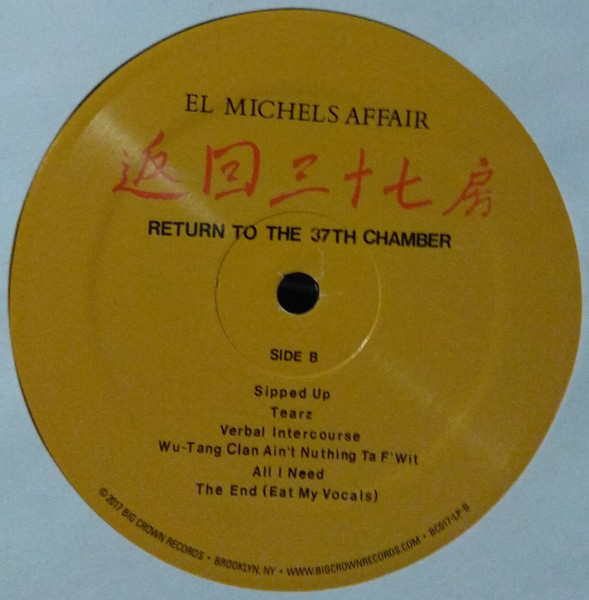 EL MICHELS AFFAIR
返回三十七房
RETURN TO THE 37TH CHAMBER
SIDE B
Sipped Up
Tearz
Verbal Intercourse
Wu-Tang Clan Ain't Nuthing Ta F'Wit
All I Need
The End (Eat My Vocals)
© 2017 BIG CROWN RECORDS • BROOKLYN, NY • WWW.BIGCROWNRECORDS.COM • BC017-LP-B